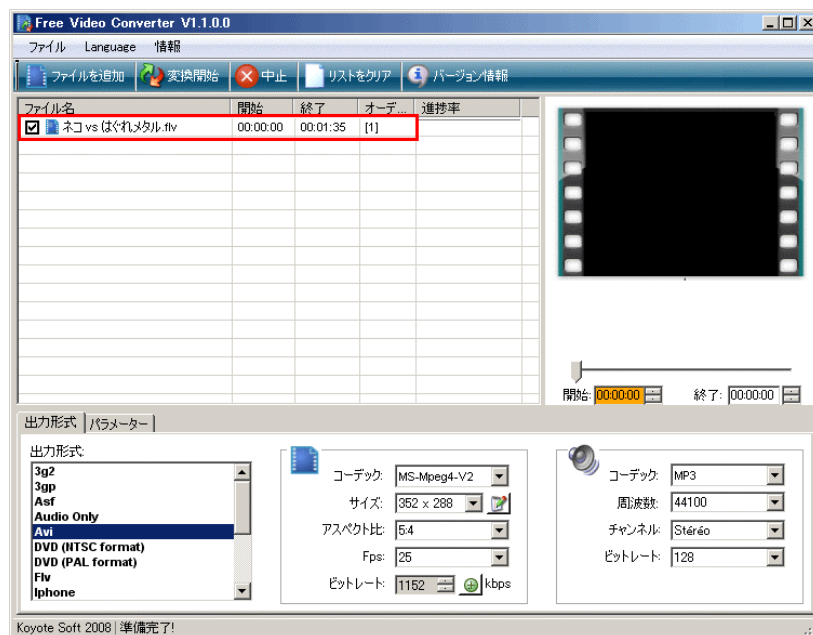 Free Video Converter V1.1.0.0
ファイル Language 情報
ファイルを追加 変換開始 中止 リストをクリア バージョン情報
ファイル名 開始 終了 オーデ... 進捗率
ネコ vs はぐれメタル.flv 00:00:00 00:01:35 [1]
開始: 00:00:00 終了: 00:00:00
出力形式 パラメーター
出力形式:
3g2
3gp
Asf
Audio Only
Avi
DVD (NTSC format)
DVD (PAL format)
Flv
Iphone
コーデック: MS-Mpeg4-V2
サイズ: 352 x 288
アスペクト比: 5:4
Fps: 25
ビットレート: 1152 kbps
コーデック: MP3
周波数: 44100
チャンネル: Stéréo
ビットレート: 128
Koyote Soft 2008 | 準備完了!